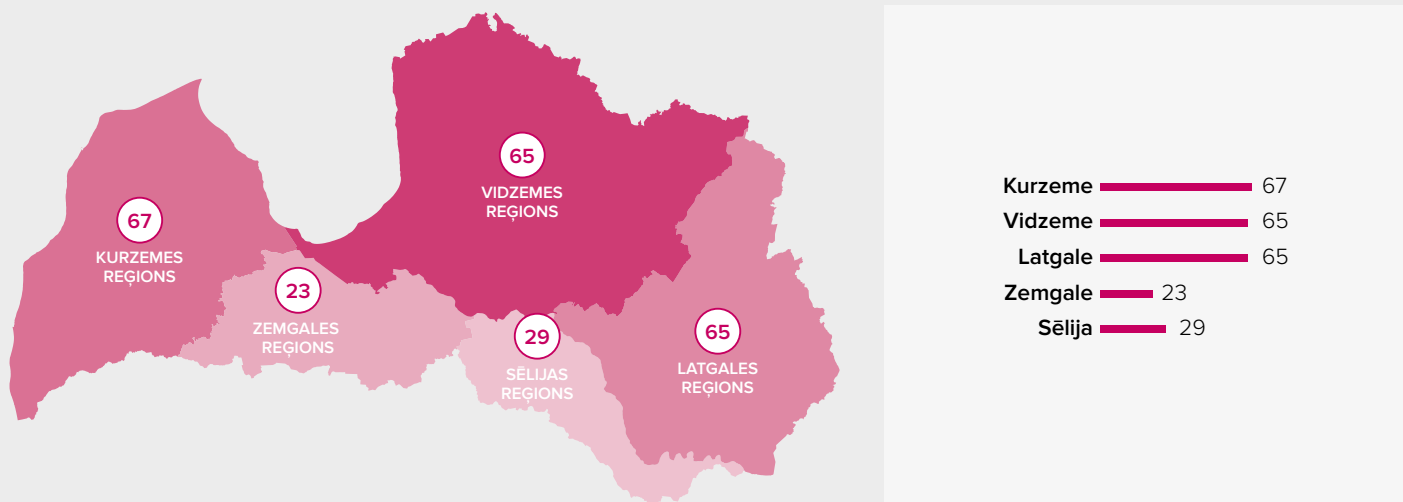 65
VIDZEMES
REĢIONS
67
KURZEMES
REĢIONS
23
ZEMGALES
REĢIONS
29
SĒLIJAS
REĢIONS
65
LATGALES
REĢIONS
Kurzeme 67
Vidzeme 65
Latgale 65
Zemgale 23
Sēlija 29